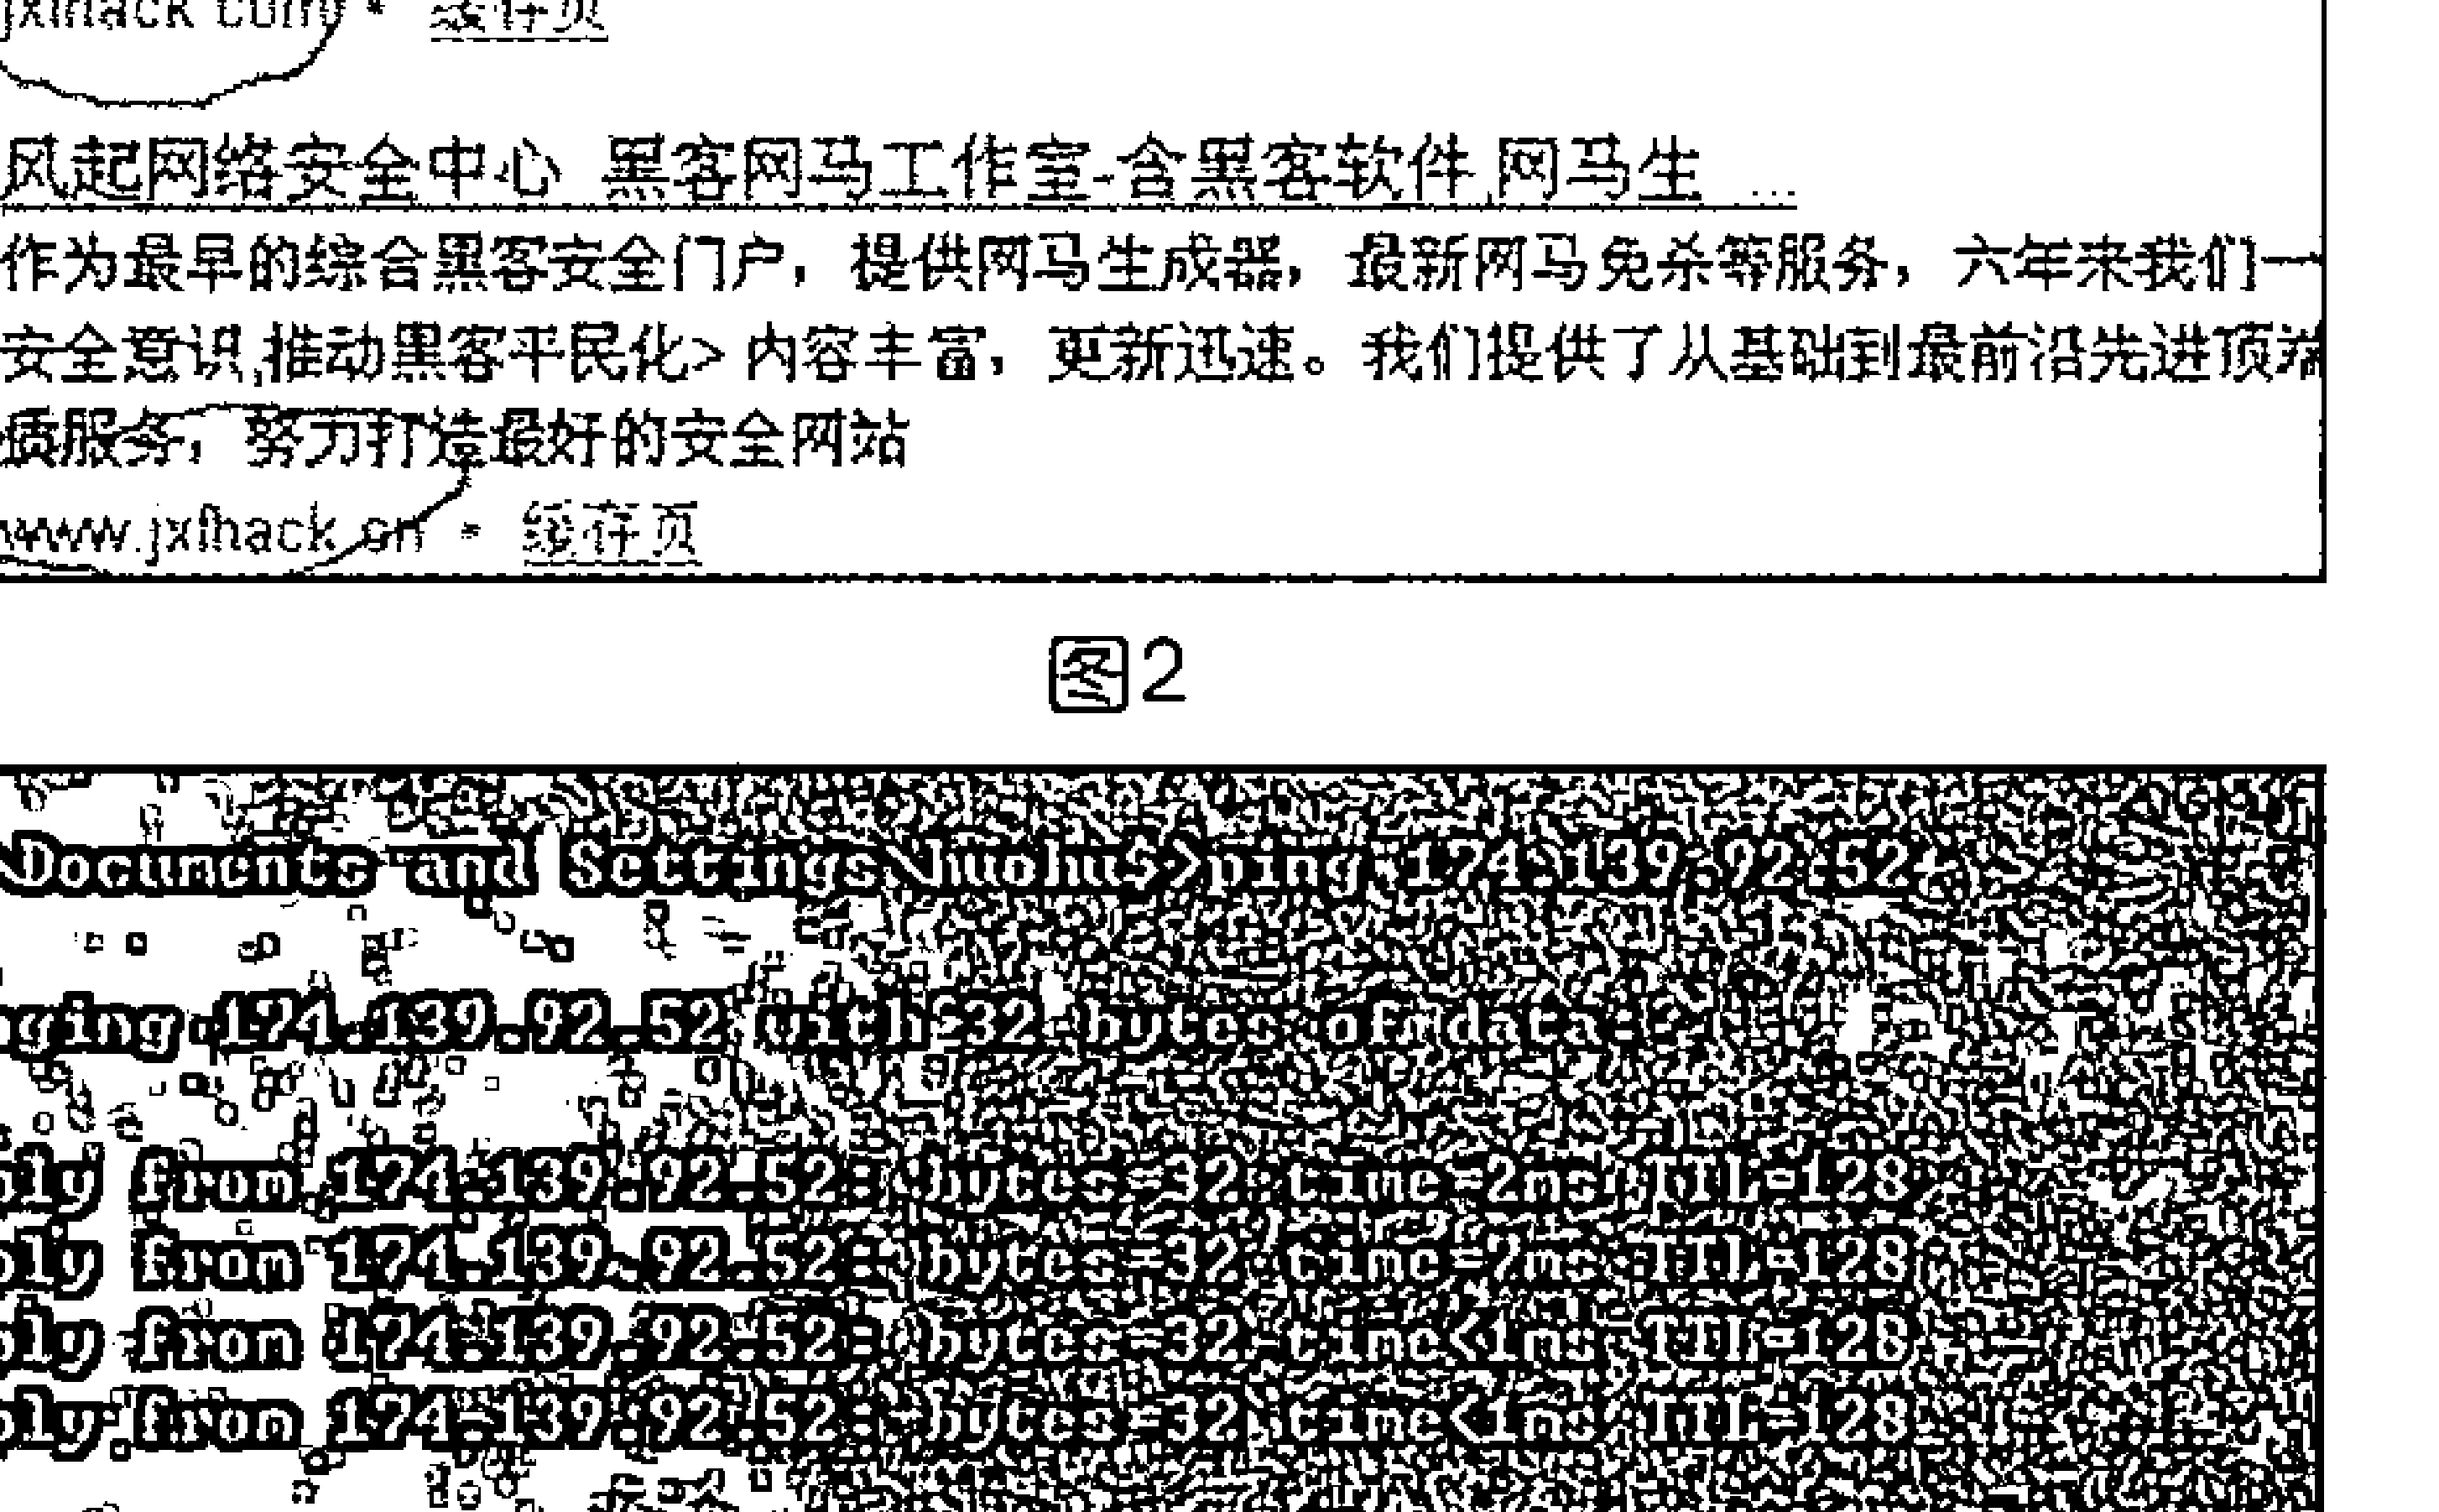 jxlhack com * 缓存页
风起网络安全中心 黑客网马工作室-含黑客软件,网马生 ...
作为最早的综合黑客安全门户，提供网马生成器，最新网马免杀等服务，六年来我们一
安全意识,推动黑客平民化> 内容丰富，更新迅速。我们提供了从基础到最前沿先进顶端
质服务，努力打造最好的安全网站
www.jxlhack.cn * 缓存页
图2
\Documents and Settings\huohu$>ping 174.139.92.52
ging 174.139.92.52 with 32 bytes of data:
ply from 174.139.92.52: bytes=32 time=2ms TTL=128
ply from 174.139.92.52: bytes=32 time=2ms TTL=128
ply from 174.139.92.52: bytes=32 time<1ms TTL=128
ply from 174.139.92.52: bytes=32 time<1ms TTL=128